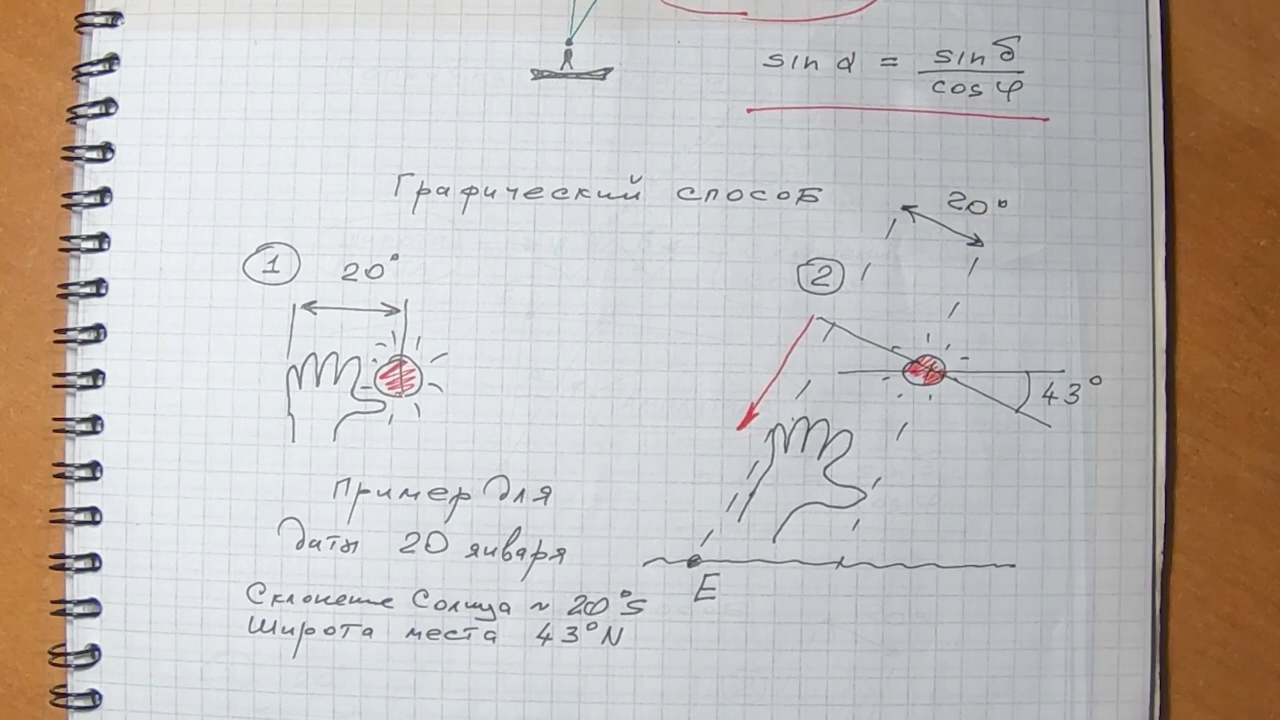 sin α = sin δ / cos φ
Графический способ
1
20°
2
20°
43°
Пример для
даты 20 января
Склонение Солнца ~ 20°S
Широта места 43°N
E